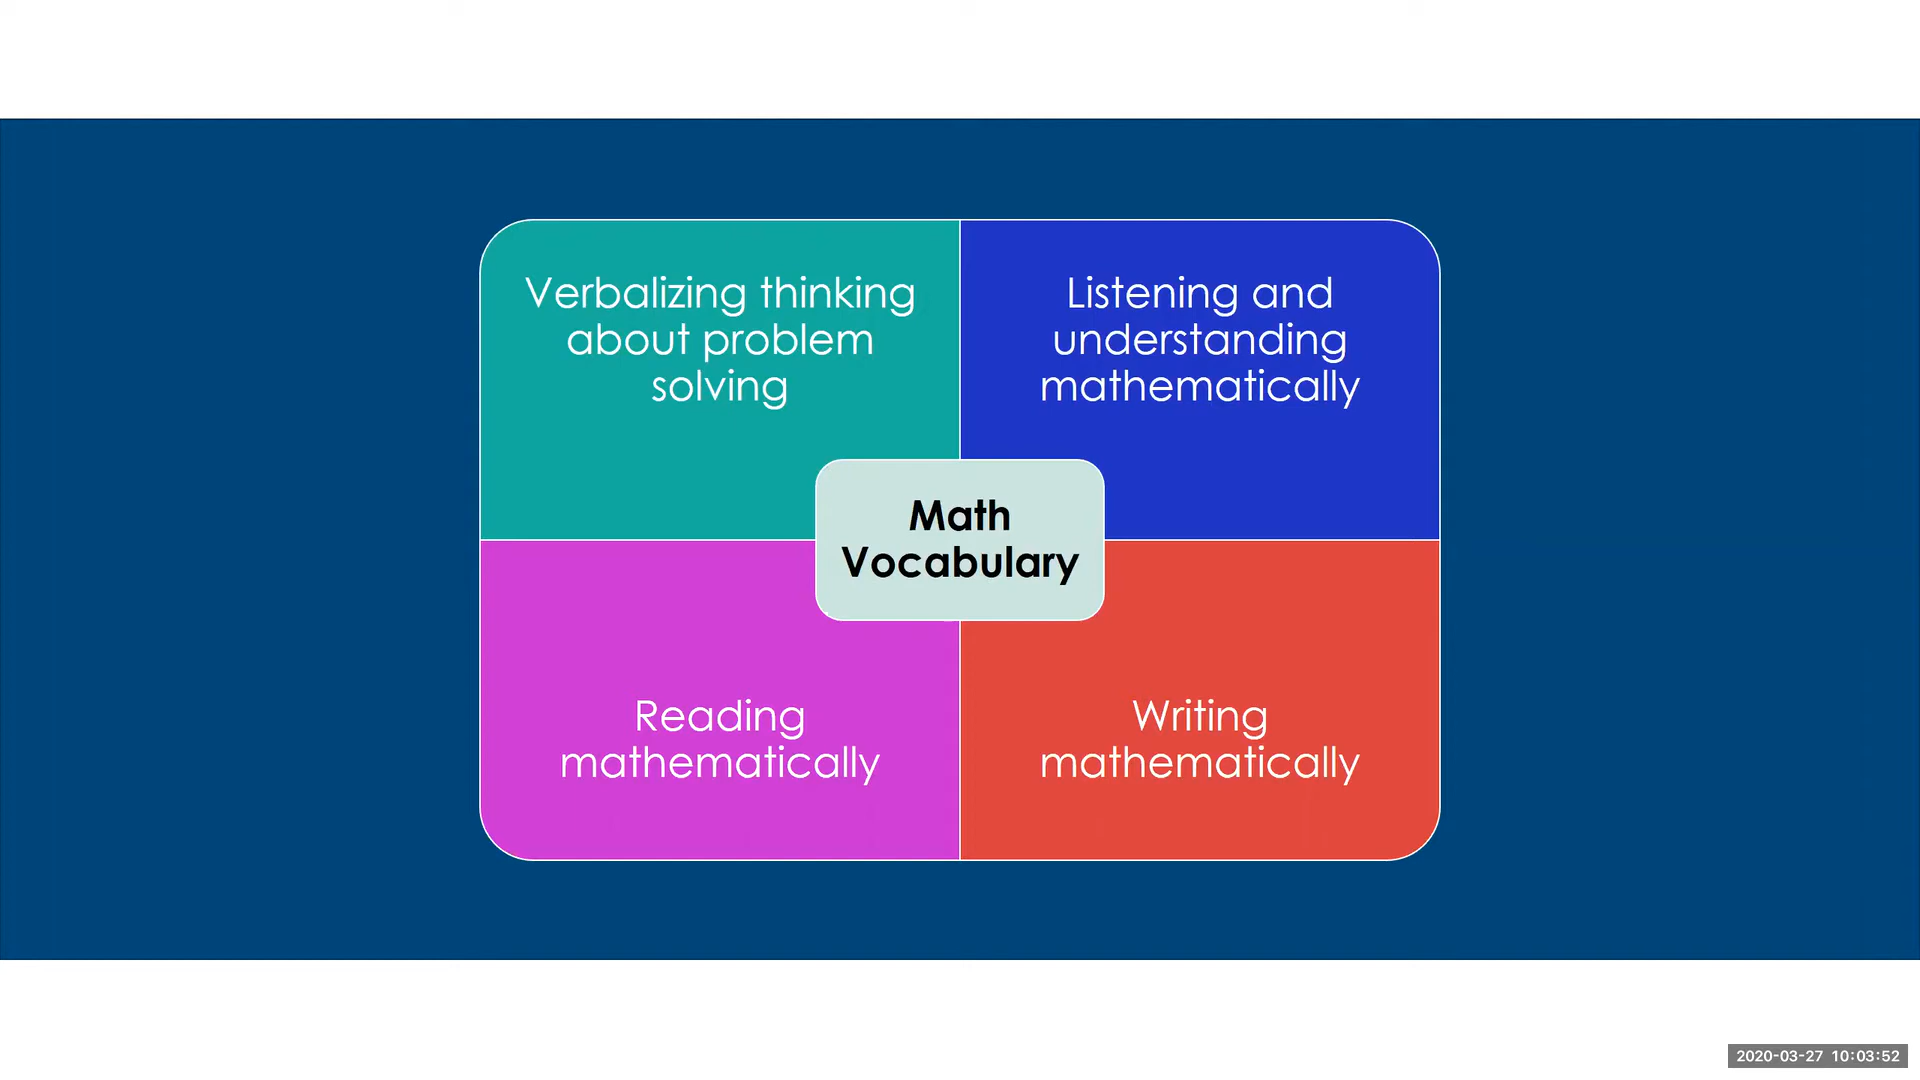 Verbalizing thinking
about problem
solving
Listening and
understanding
mathematically
Math
Vocabulary
Reading
mathematically
Writing
mathematically
2020-03-27 10:03:52